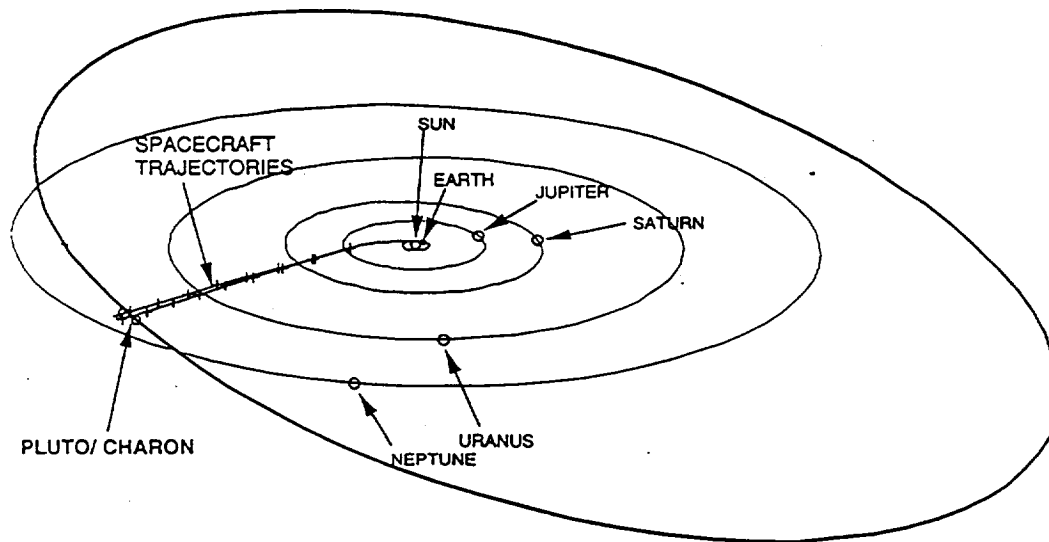 SUN
SPACECRAFT
TRAJECTORIES
EARTH
JUPITER
SATURN
PLUTO/ CHARON
URANUS
NEPTUNE